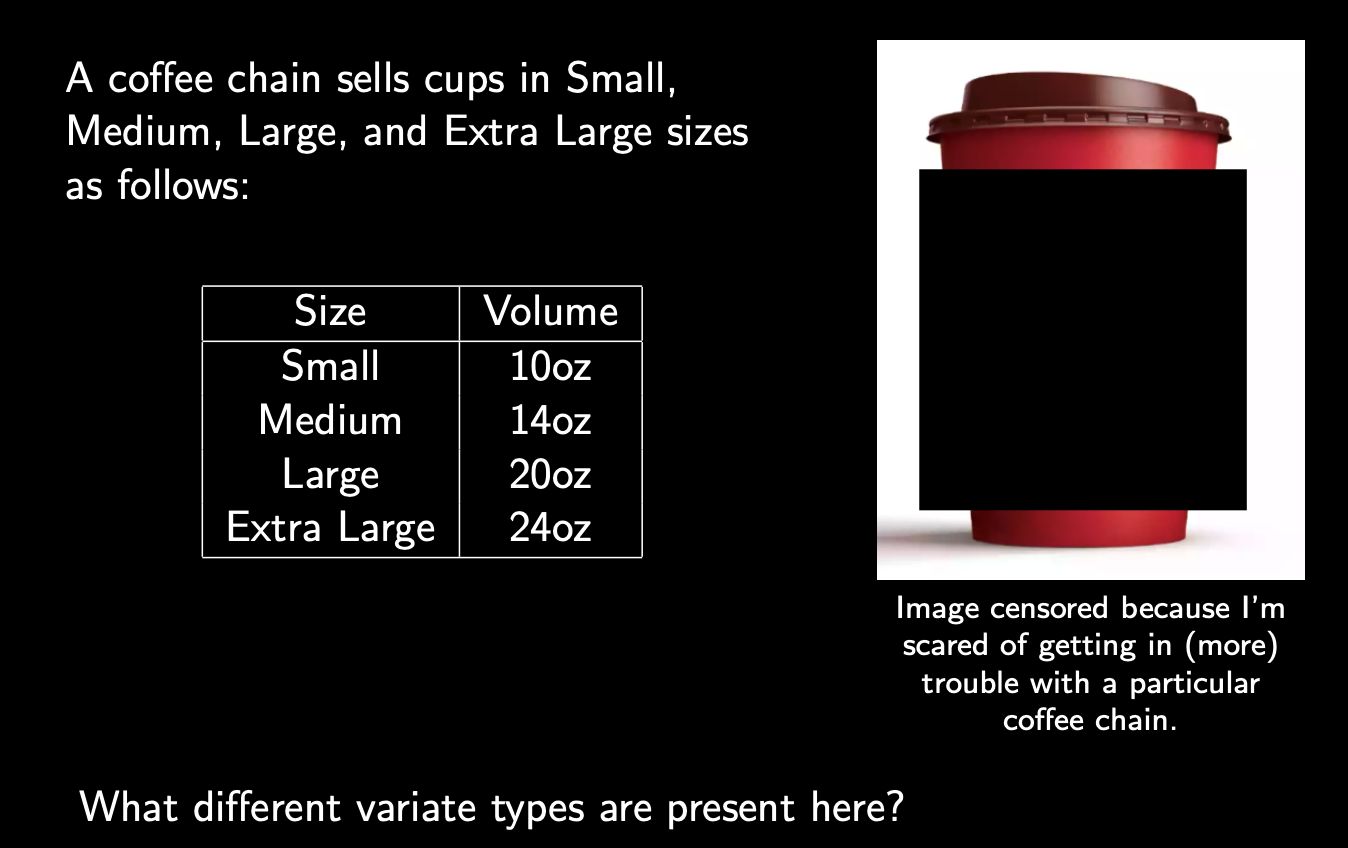 A coffee chain sells cups in Small,
Medium, Large, and Extra Large sizes
as follows:
Size Volume
Small 10oz
Medium 14oz
Large 20oz
Extra Large 24oz
Image censored because I'm
scared of getting in (more)
trouble with a particular
coffee chain.
What different variate types are present here?